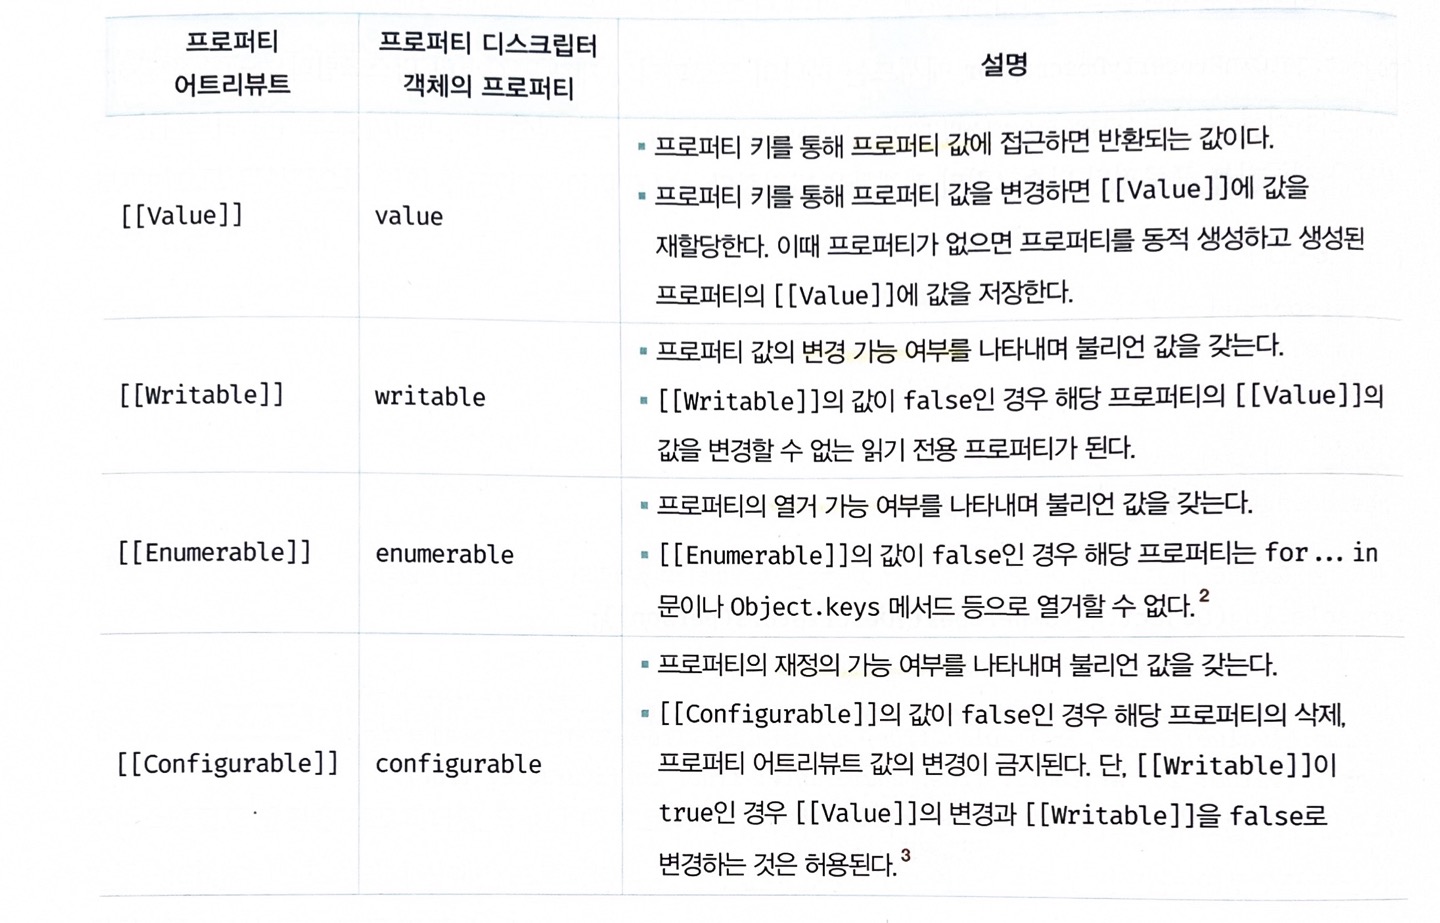 프로퍼티
어트리뷰트
프로퍼티 디스크립터
객체의 프로퍼티
설명
[[Value]]
value
▪ 프로퍼티 키를 통해 프로퍼티 값에 접근하면 반환되는 값이다.
▪ 프로퍼티 키를 통해 프로퍼티 값을 변경하면 [[Value]]에 값을
재할당한다. 이때 프로퍼티가 없으면 프로퍼티를 동적 생성하고 생성된
프로퍼티의 [[Value]]에 값을 저장한다.
[[Writable]]
writable
▪ 프로퍼티 값의 변경 가능 여부를 나타내며 불리언 값을 갖는다.
▪ [[Writable]]의 값이 false인 경우 해당 프로퍼티의 [[Value]]의
값을 변경할 수 없는 읽기 전용 프로퍼티가 된다.
[[Enumerable]]
enumerable
▪ 프로퍼티의 열거 가능 여부를 나타내며 불리언 값을 갖는다.
▪ [[Enumerable]]의 값이 false인 경우 해당 프로퍼티는 for...in
문이나 Object.keys 메서드 등으로 열거할 수 없다.2
[[Configurable]]
configurable
▪ 프로퍼티의 재정의 가능 여부를 나타내며 불리언 값을 갖는다.
▪ [[Configurable]]의 값이 false인 경우 해당 프로퍼티의 삭제,
프로퍼티 어트리뷰트 값의 변경이 금지된다. 단, [[Writable]]이
true인 경우 [[Value]]의 변경과 [[Writable]]을 false로
변경하는 것은 허용된다.3